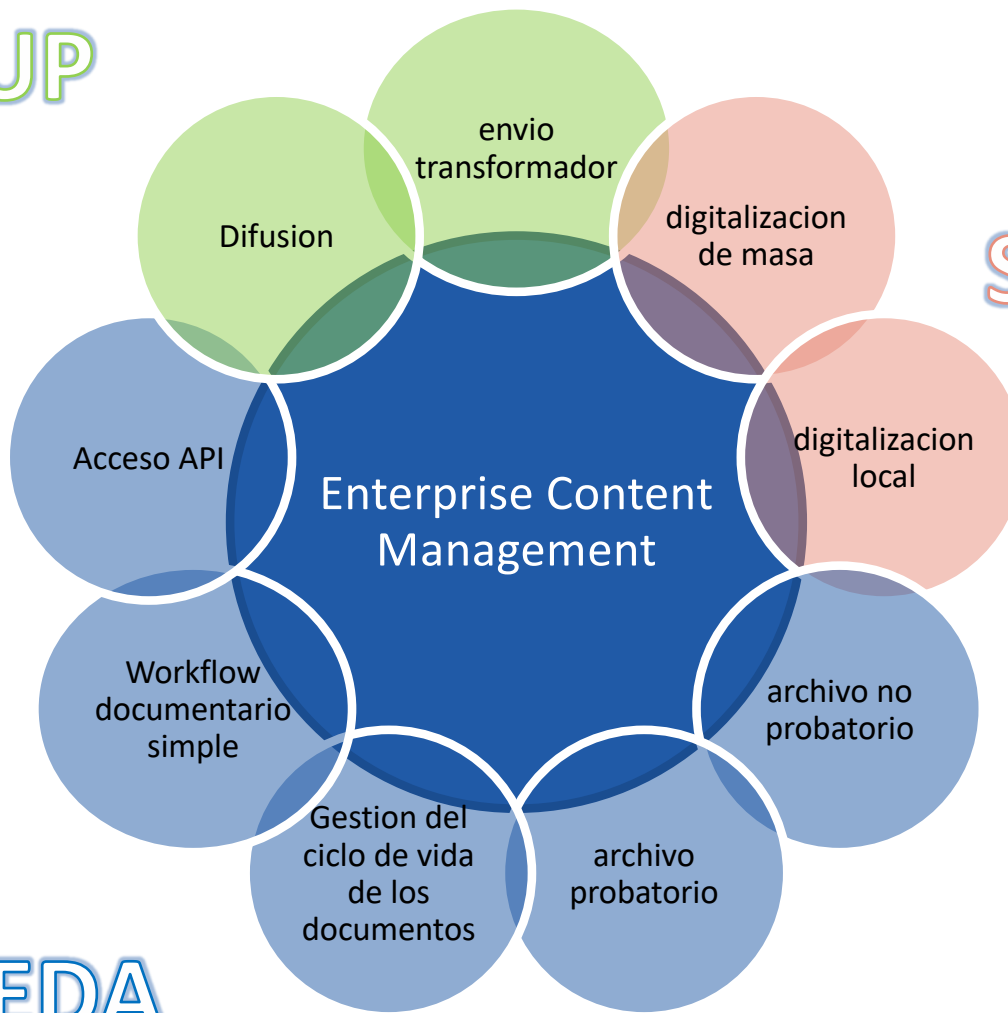 UP
envio
transformador
digitalizacion
de masa
Difusion
S
digitalizacion
local
Acceso API
Enterprise Content
Management
archivo no
probatorio
Workflow
documentario
simple
Gestion del
ciclo de vida
de los
documentos
archivo
probatorio
EDA